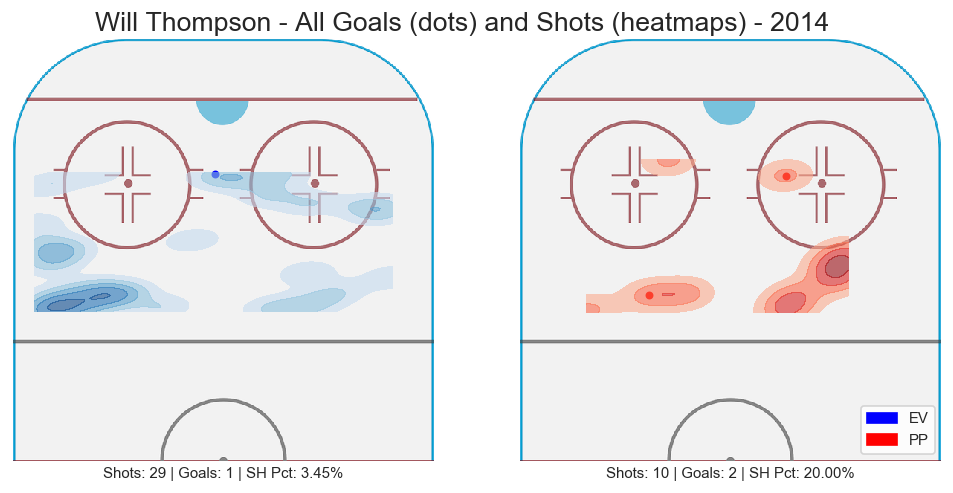 Will Thompson - All Goals (dots) and Shots (heatmaps) - 2014
EV
PP
Shots: 29 | Goals: 1 | SH Pct: 3.45%
Shots: 10 | Goals: 2 | SH Pct: 20.00%